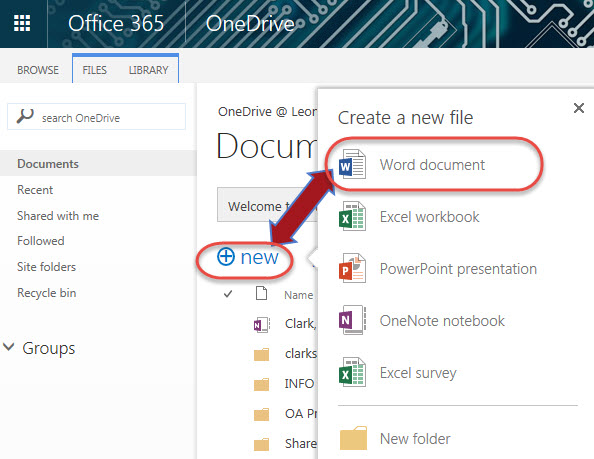 Office 365 OneDrive
BROWSE FILES LIBRARY
search OneDrive
Documents
Recent
Shared with me
Followed
Site folders
Recycle bin
Groups
OneDrive @ Leon
Docum
Welcome t
new
Name
Clark,
clarks
INFO
OA Pr
Share
Create a new file
Word document
Excel workbook
PowerPoint presentation
OneNote notebook
Excel survey
New folder